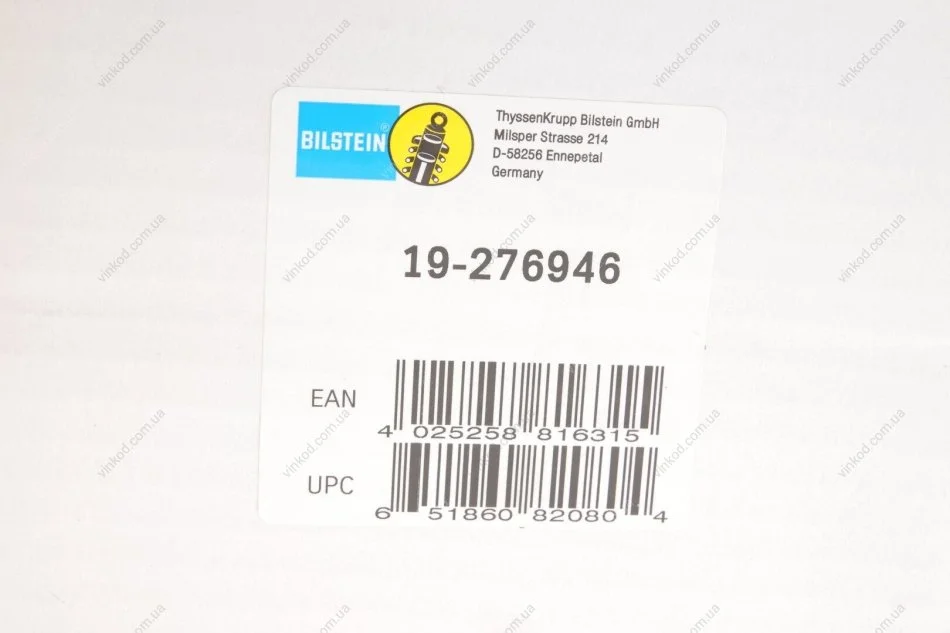 BILSTEIN
ThyssenKrupp Bilstein GmbH
Milsper Strasse 214
D-58256 Ennepetal
Germany
19-276946
EAN
4 025258 816315
UPC
6 51860 82080 4
vinkod.com.ua